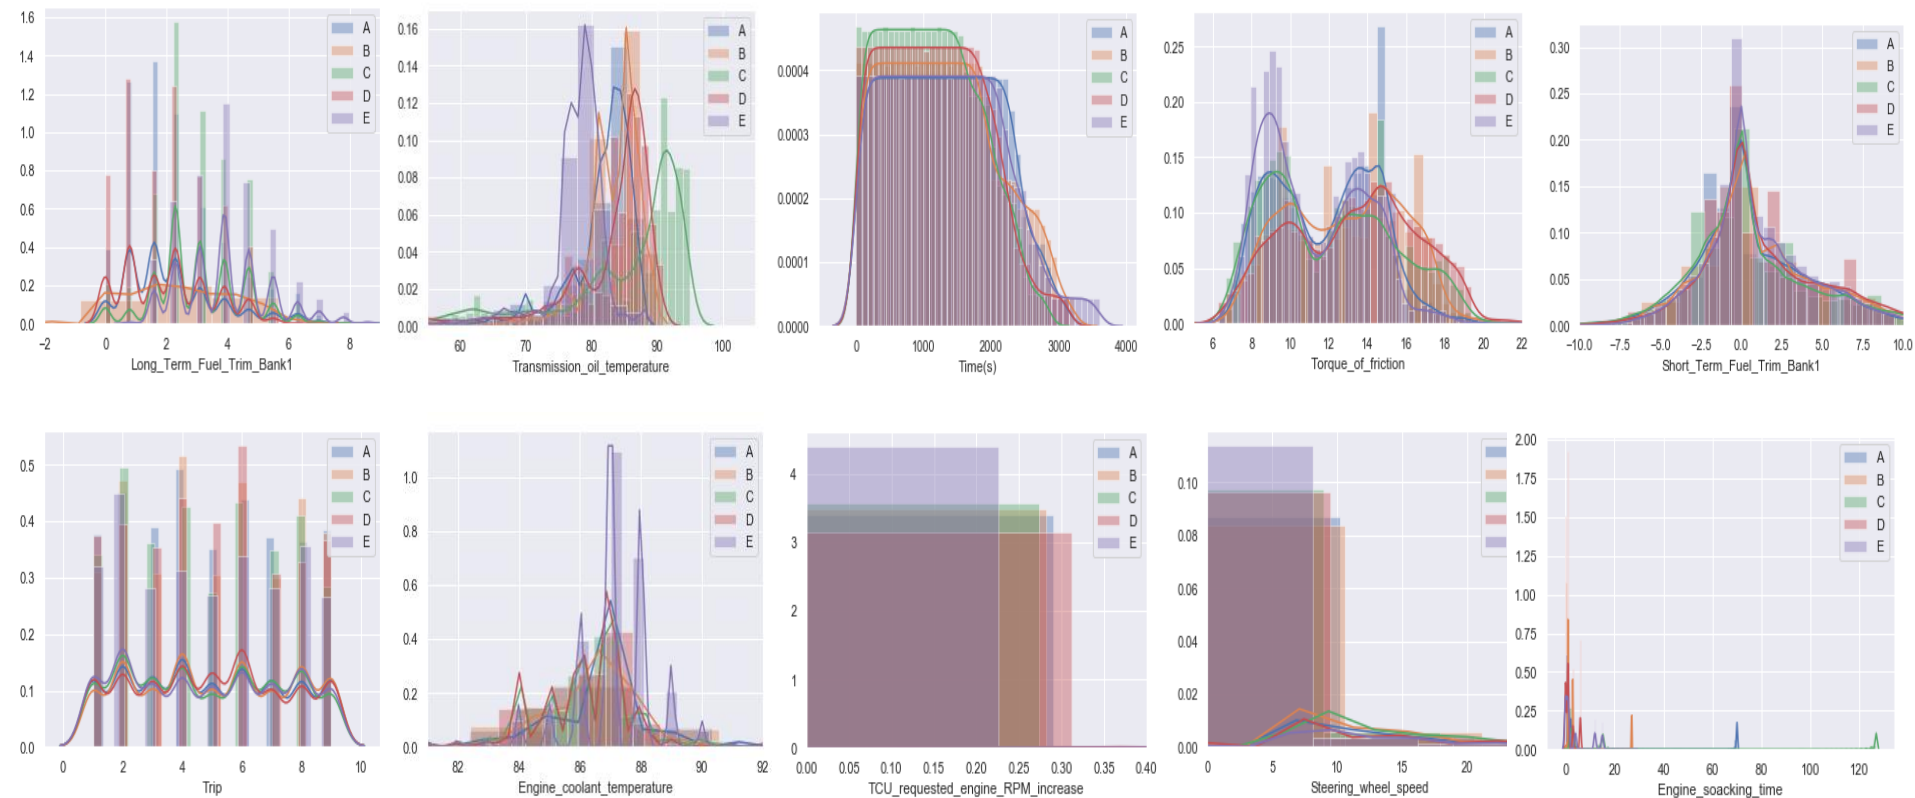 1.6
1.4
1.2
1.0
0.8
0.6
0.4
0.2
0.0
−2 0 2 4 6 8
Long_Term_Fuel_Trim_Bank1
A
B
C
D
E
0.16
0.14
0.12
0.10
0.08
0.06
0.04
0.02
0.00
60 70 80 90 100
Transmission_oil_temperature
A
B
C
D
E
0.0004
0.0003
0.0002
0.0001
0.0000
0 1000 2000 3000 4000
Time(s)
A
B
C
D
E
0.25
0.20
0.15
0.10
0.05
0.00
6 8 10 12 14 16 18 20 22
Torque_of_friction
A
B
C
D
E
0.30
0.25
0.20
0.15
0.10
0.05
0.00
−10.0 −7.5 −5.0 −2.5 0.0 2.5 5.0 7.5 10.0
Short_Term_Fuel_Trim_Bank1
A
B
C
D
E
0.5
0.4
0.3
0.2
0.1
0.0
0 2 4 6 8 10
Trip
A
B
C
D
E
1.0
0.8
0.6
0.4
0.2
0.0
82 84 86 88 90 92
Engine_coolant_temperature
A
B
C
D
E
4
3
2
1
0
0.00 0.05 0.10 0.15 0.20 0.25 0.30 0.35 0.40
TCU_requested_engine_RPM_increase
A
B
C
D
E
0.10
0.08
0.06
0.04
0.02
0.00
0 5 10 15 20
Steering_wheel_speed
2.00
1.75
1.50
1.25
1.00
0.75
0.50
0.25
0.00
0 20 40 60 80 100 120
Engine_soacking_time
A
B
C
D
E